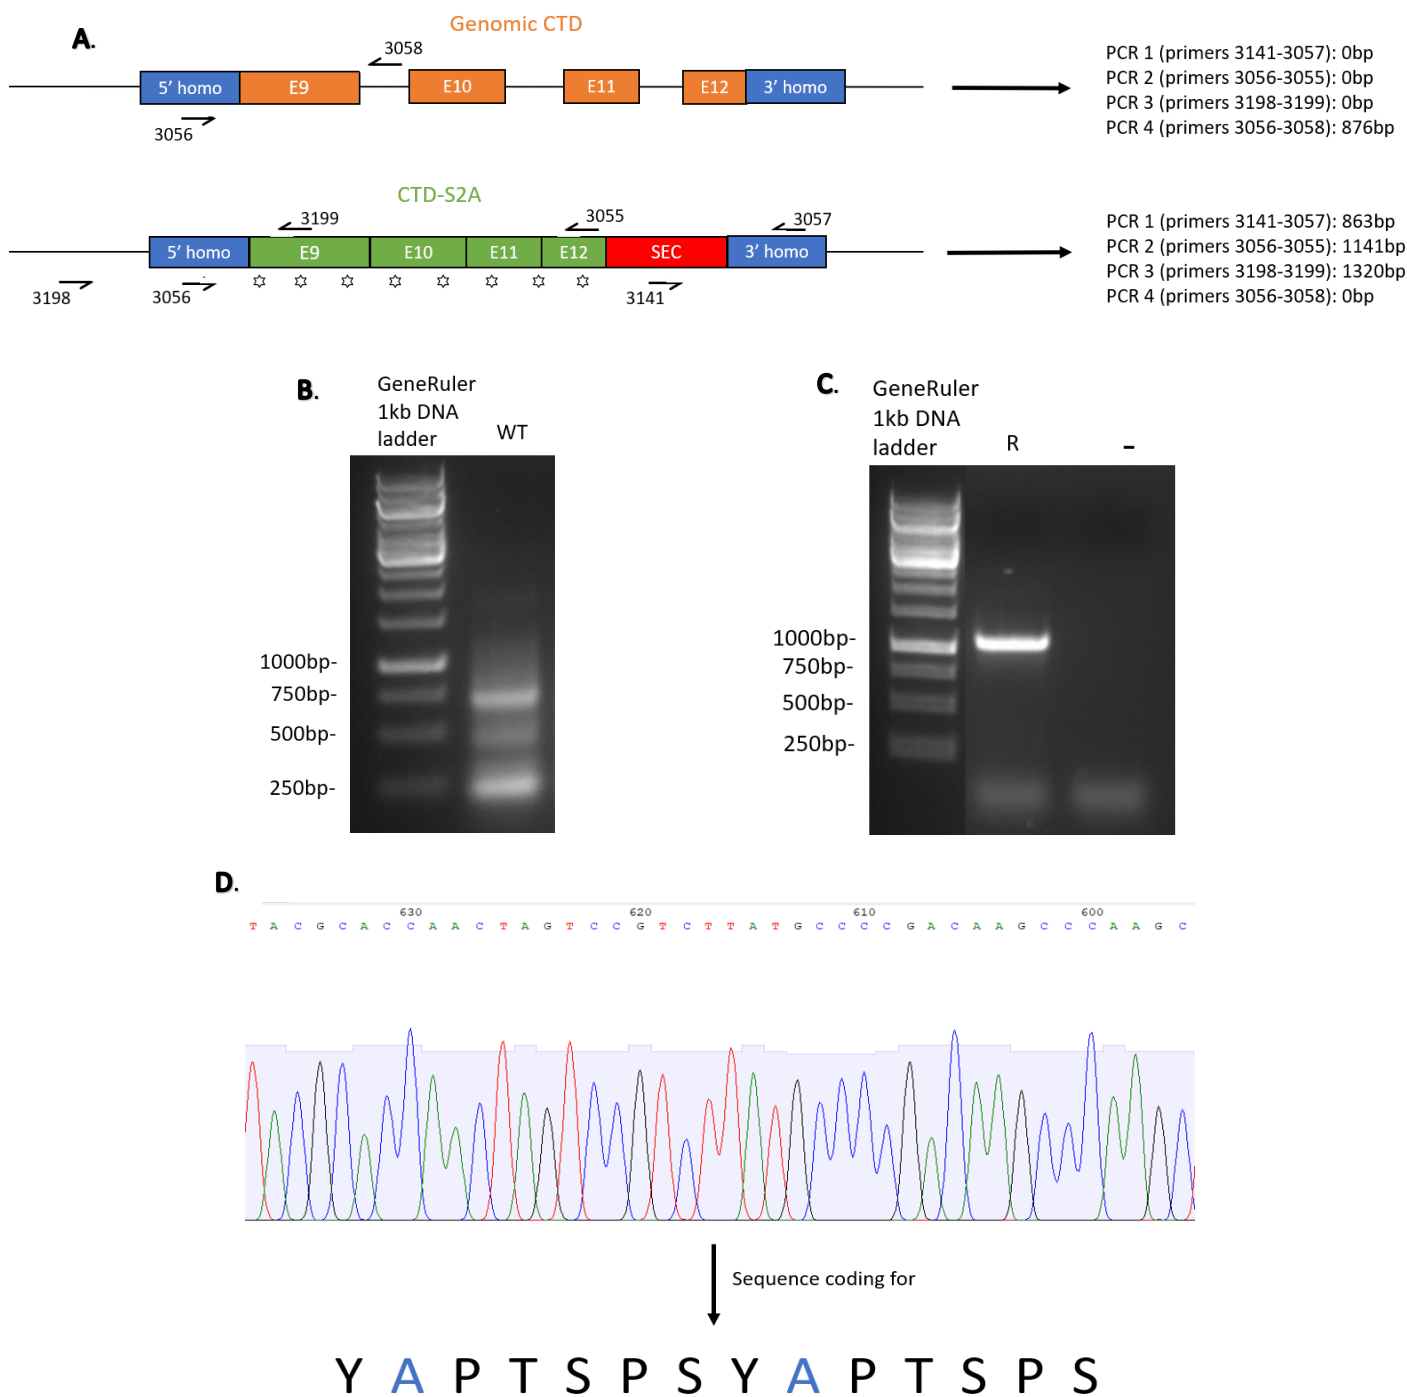 A.
Genomic CTD
3058
5' homo E9 E10 E11 E12 3' homo
3056
PCR 1 (primers 3141-3057): 0bp
PCR 2 (primers 3056-3055): 0bp
PCR 3 (primers 3198-3199): 0bp
PCR 4 (primers 3056-3058): 876bp
CTD-S2A
3199 3055 3057
5' homo E9 E10 E11 E12 SEC 3' homo
3198 3056 3141
PCR 1 (primers 3141-3057): 863bp
PCR 2 (primers 3056-3055): 1141bp
PCR 3 (primers 3198-3199): 1320bp
PCR 4 (primers 3056-3058): 0bp
B.
GeneRuler
1kb DNA
ladder
WT
1000bp-
750bp-
500bp-
250bp-
C.
GeneRuler
1kb DNA
ladder
R –
1000bp-
750bp-
500bp-
250bp-
D.
630 620 610 600
T A C G C A C C A A C T A G T C C G T C T T A T G C C C C G A C A A G C C C A A G C
Sequence coding for
Y A P T S P S Y A P T S P S